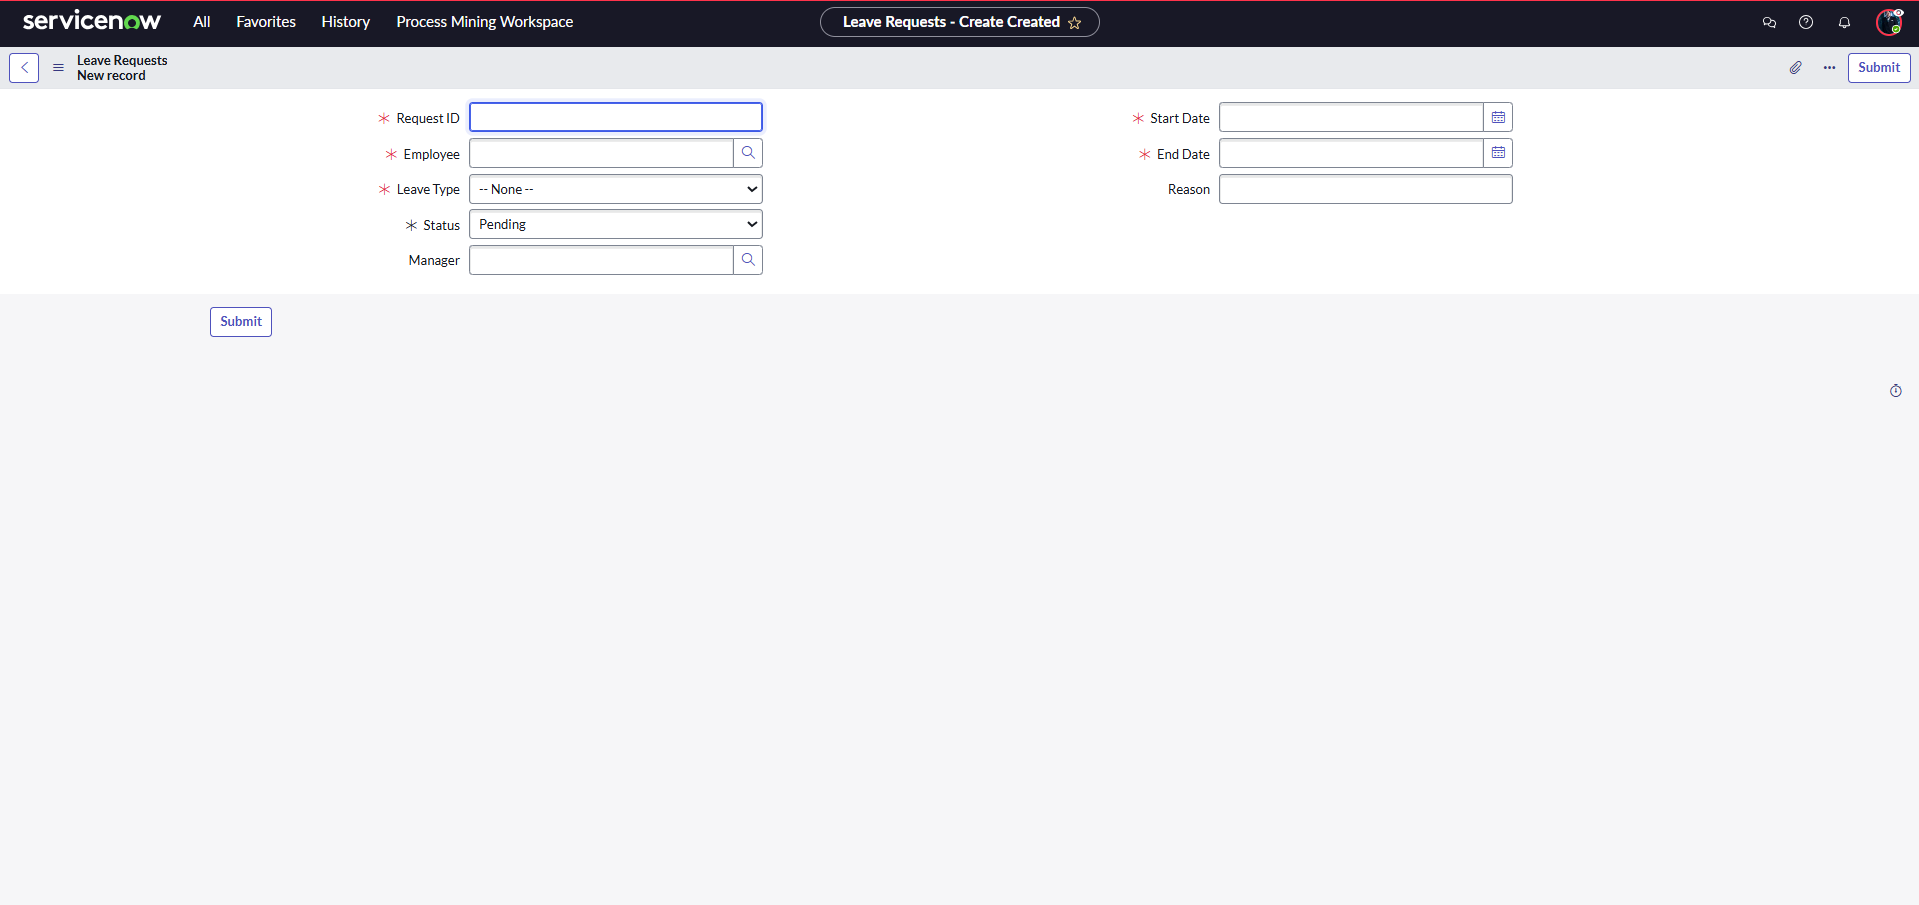 servicenow All Favorites History Process Mining Workspace Leave Requests - Create Created
Leave Requests
New record
Submit
* Request ID
* Employee
* Leave Type -- None --
* Status Pending
Manager
* Start Date
* End Date
Reason
Submit